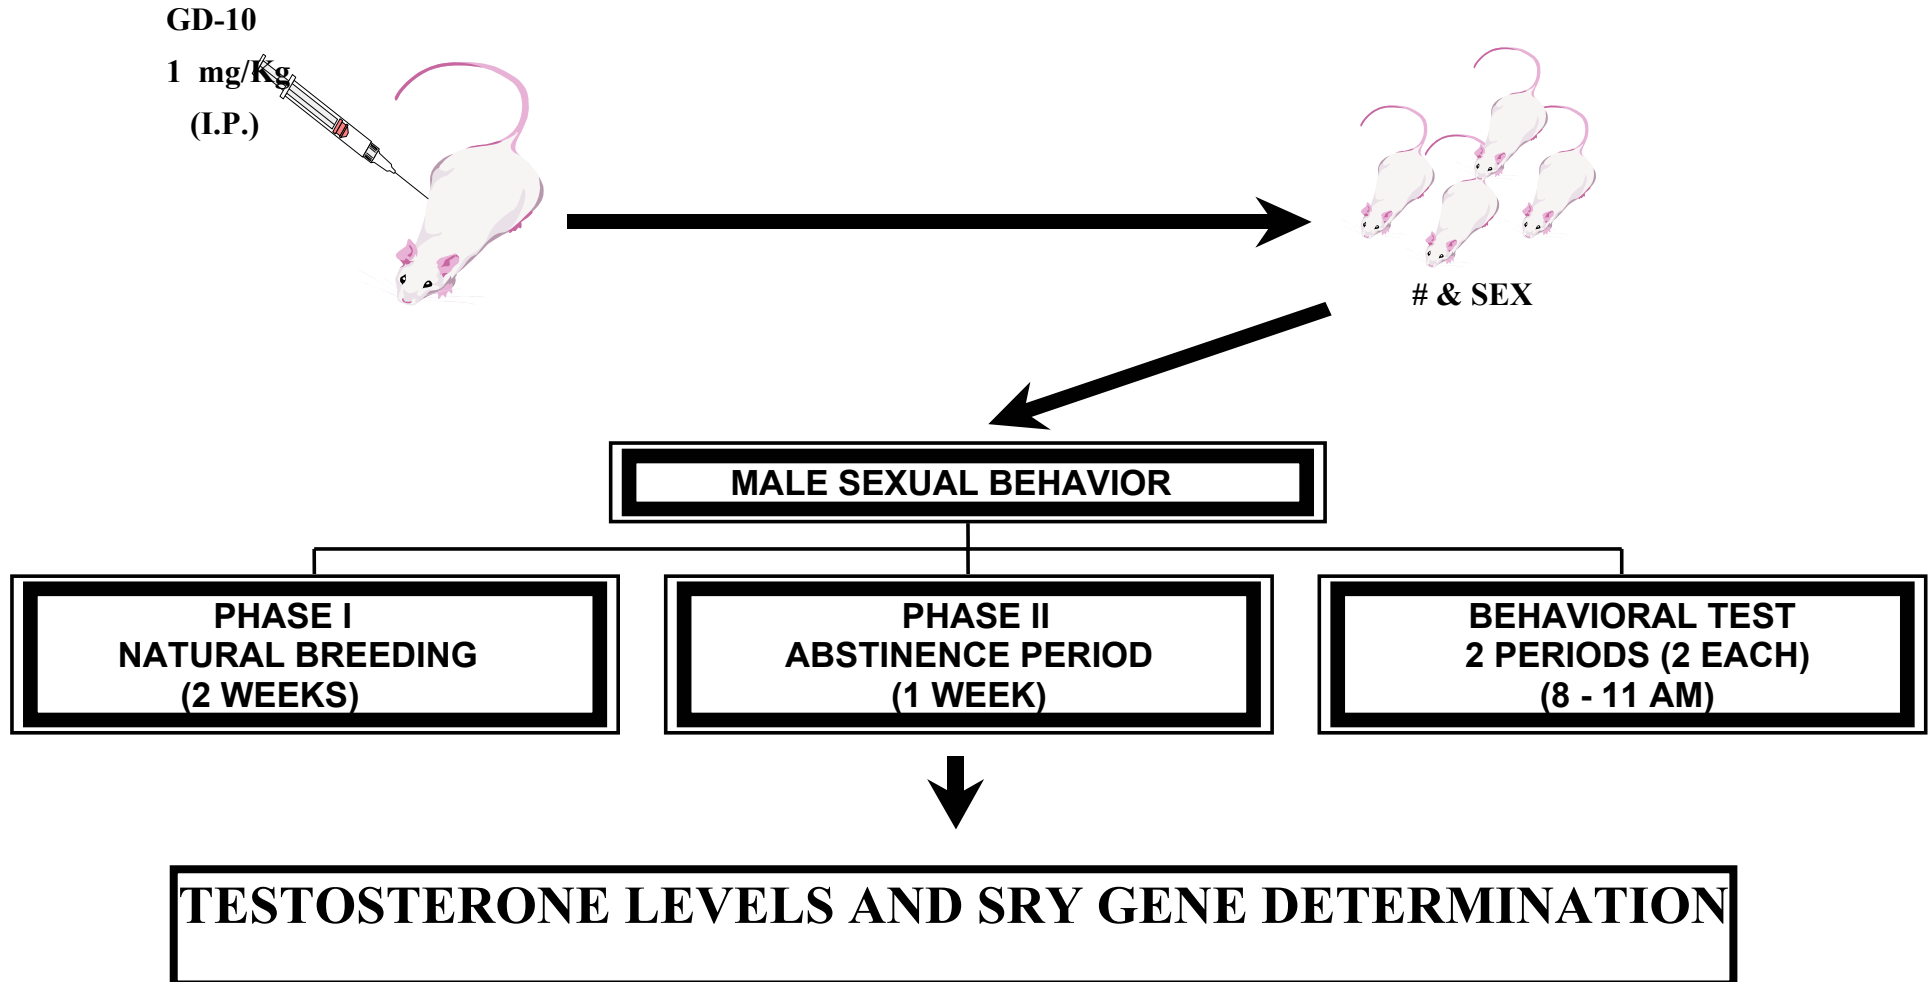 GD-10
1 mg/Kg
(I.P.)
# & SEX
MALE SEXUAL BEHAVIOR
PHASE I
NATURAL BREEDING
(2 WEEKS)
PHASE II
ABSTINENCE PERIOD
(1 WEEK)
BEHAVIORAL TEST
2 PERIODS (2 EACH)
(8 - 11 AM)
TESTOSTERONE LEVELS AND SRY GENE DETERMINATION